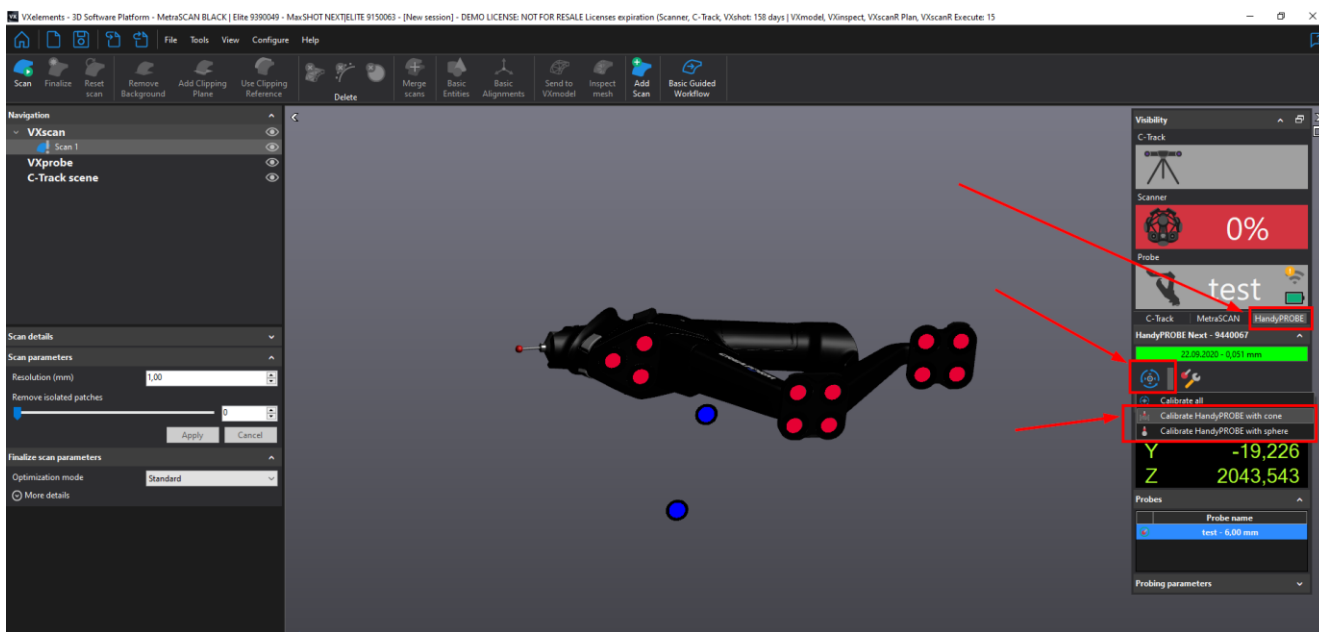 VXelements - 3D Software Platform - MetraSCAN BLACK | Elite 9390049 - MaxSHOT NEXT|ELITE 9150063 - [New session] - DEMO LICENSE: NOT FOR RESALE Licenses expiration (Scanner, C-Track, VXshot: 158 days | VXmodel, VXinspect, VXscanR Plan, VXscanR Execute: 15
File Tools View Configure Help
Scan Finalize Reset scan Remove Background Add Clipping Plane Use Clipping Reference Delete Merge scans Basic Entities Basic Alignments Send to VXmodel Inspect mesh Add Scan Basic Guided Workflow
Navigation
VXscan
Scan 1
VXprobe
C-Track scene
Scan details
Scan parameters
Resolution (mm) 1,00
Remove isolated patches
0
Apply Cancel
Finalize scan parameters
Optimization mode Standard
More details
Visibility
C-Track
Scanner
0%
Probe
test
C-Track MetraSCAN HandyPROBE
HandyPROBE Next - 9440067
22.09.2020 - 0,051 mm
Calibrate all
Calibrate HandyPROBE with cone
Calibrate HandyPROBE with sphere
Y -19,226
Z 2043,543
Probes
Probe name
test - 6,00 mm
Probing parameters